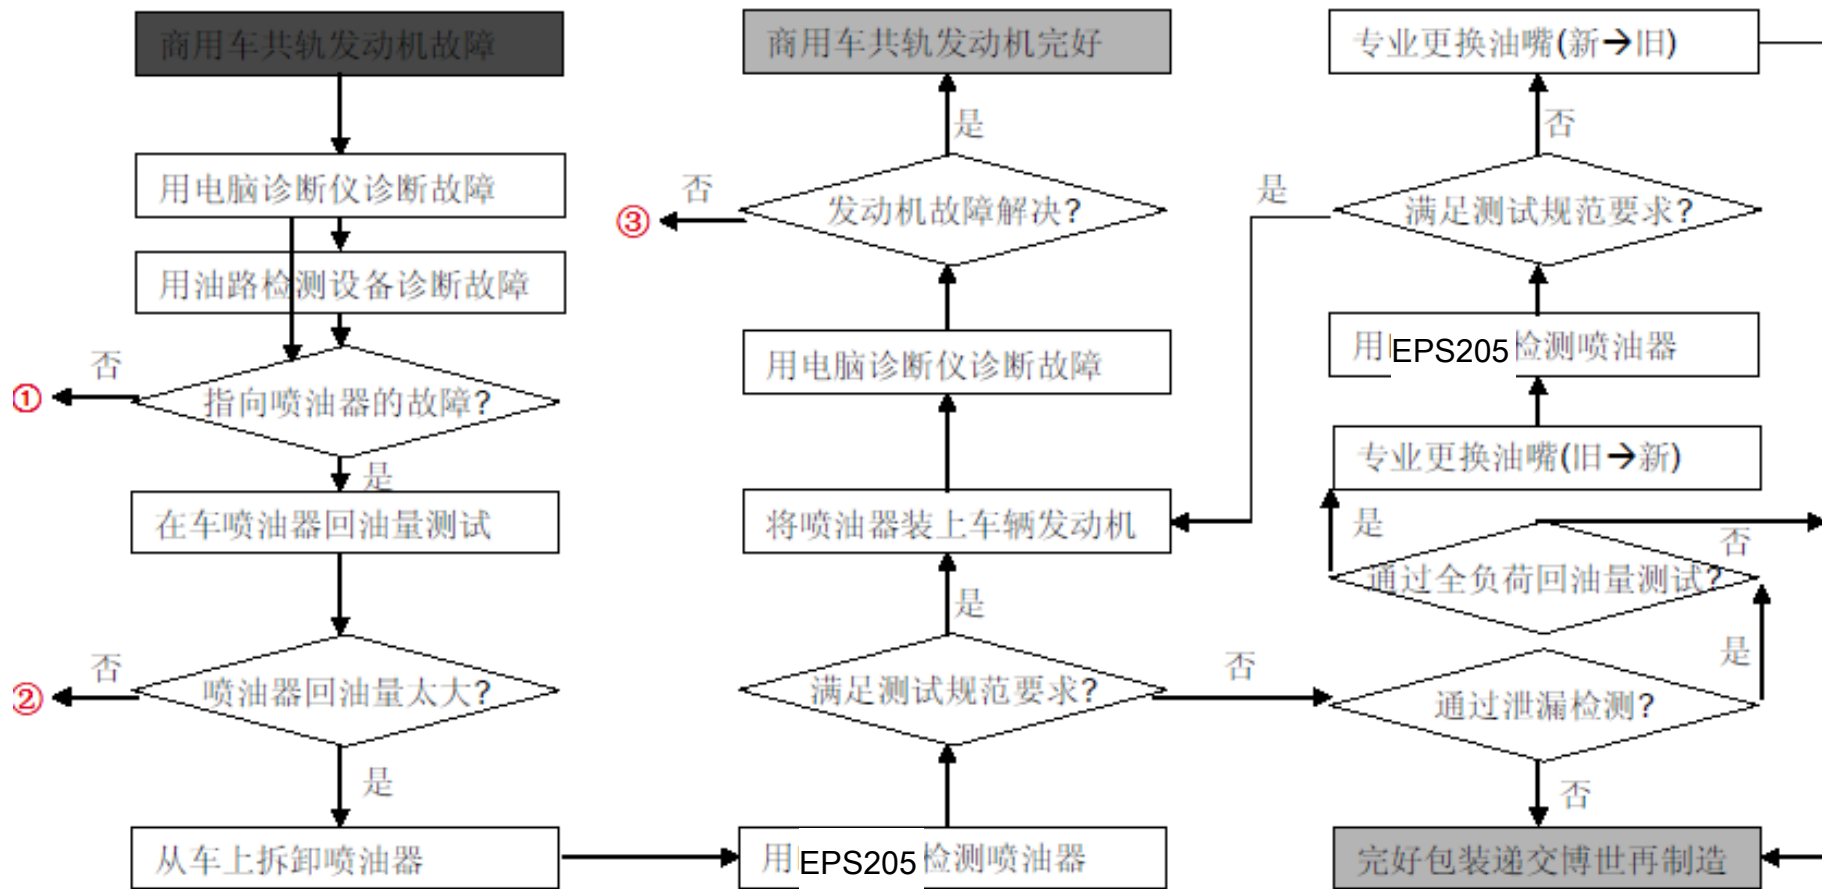 商用车共轨发动机故障
用电脑诊断仪诊断故障
用油路检测设备诊断故障
否
①
指向喷油器的故障?
是
在车喷油器回油量测试
否
②
喷油器回油量太大?
是
从车上拆卸喷油器
商用车共轨发动机完好
是
否
③
发动机故障解决?
用电脑诊断仪诊断故障
将喷油器装上车辆发动机
是
满足测试规范要求?
否
用EPS205检测喷油器
专业更换油嘴(新→旧)
否
是
满足测试规范要求?
用EPS205检测喷油器
专业更换油嘴(旧→新)
是
否
通过全负荷回油量测试?
是
通过泄漏检测?
否
完好包装递交博世再制造